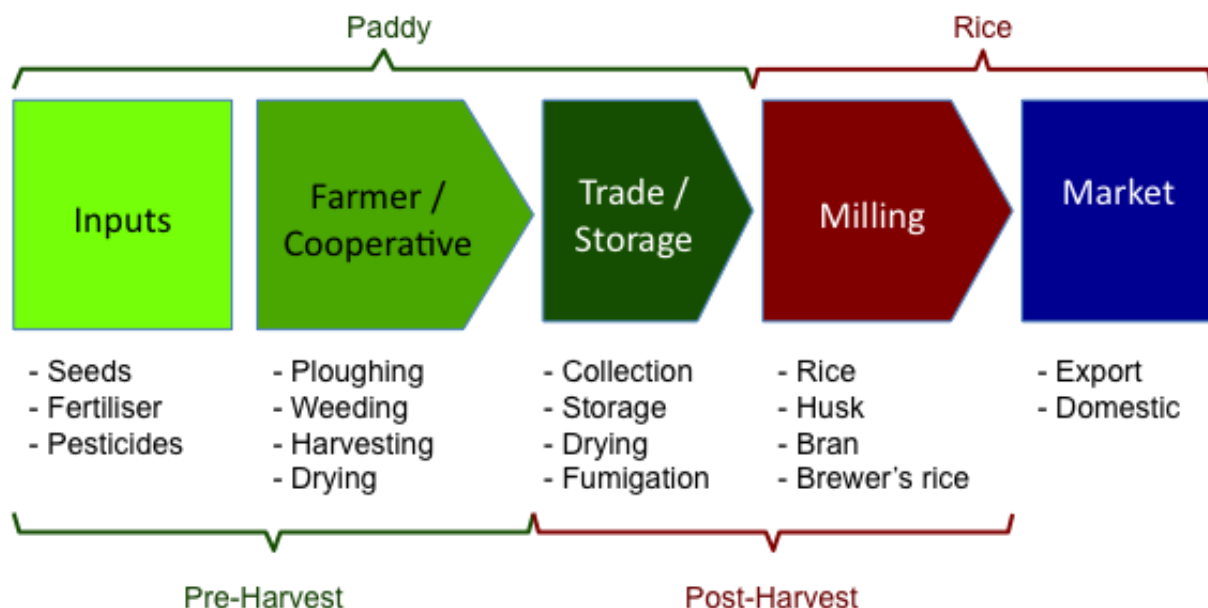 Paddy
Rice
Inputs
Farmer /
Cooperative
Trade /
Storage
Milling
Market
- Seeds
- Fertiliser
- Pesticides
- Ploughing
- Weeding
- Harvesting
- Drying
- Collection
- Storage
- Drying
- Fumigation
- Rice
- Husk
- Bran
- Brewer's rice
- Export
- Domestic
Pre-Harvest
Post-Harvest